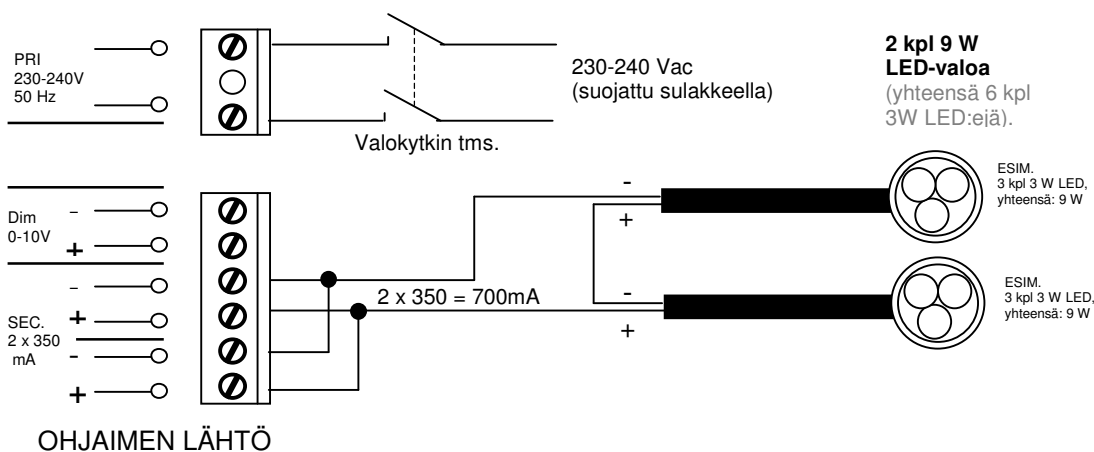 PRI
230-240V
50 Hz
230-240 Vac
(suojattu sulakkeella)
Valokytkin tms.
2 kpl 9 W
LED-valoa
(yhteensä 6 kpl
3W LED:ejä).
Dim
0-10V
-
+
SEC.
2 x 350
mA
-
+
-
+
2 x 350 = 700mA
-
+
-
+
ESIM.
3 kpl 3 W LED,
yhteensä: 9 W
ESIM.
3 kpl 3 W LED,
yhteensä: 9 W
OHJAIMEN LÄHTÖ